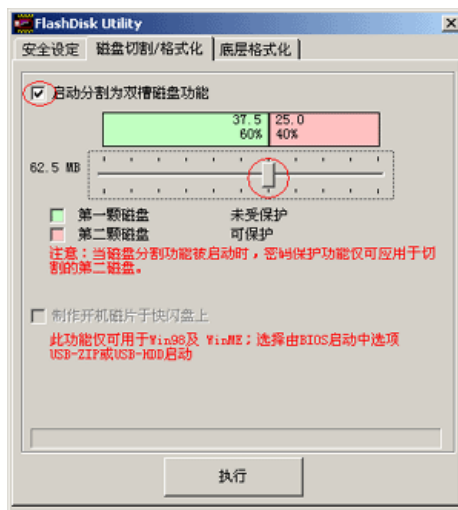 FlashDisk Utility
安全设定 磁盘切割/格式化 底层格式化
启动分割为双槽磁盘功能
37.5 25.0
60% 40%
62.5 MB
第一颗磁盘 未受保护
第二颗磁盘 可保护
注意：当磁盘分割功能被启动时，密码保护功能仅可应用于切
割的第二磁盘。
制作开机磁片于快闪盘上
此功能仅可用于Win98及 WinME；选择由BIOS启动中选项
USB-ZIP或USB-HDD启动
执行